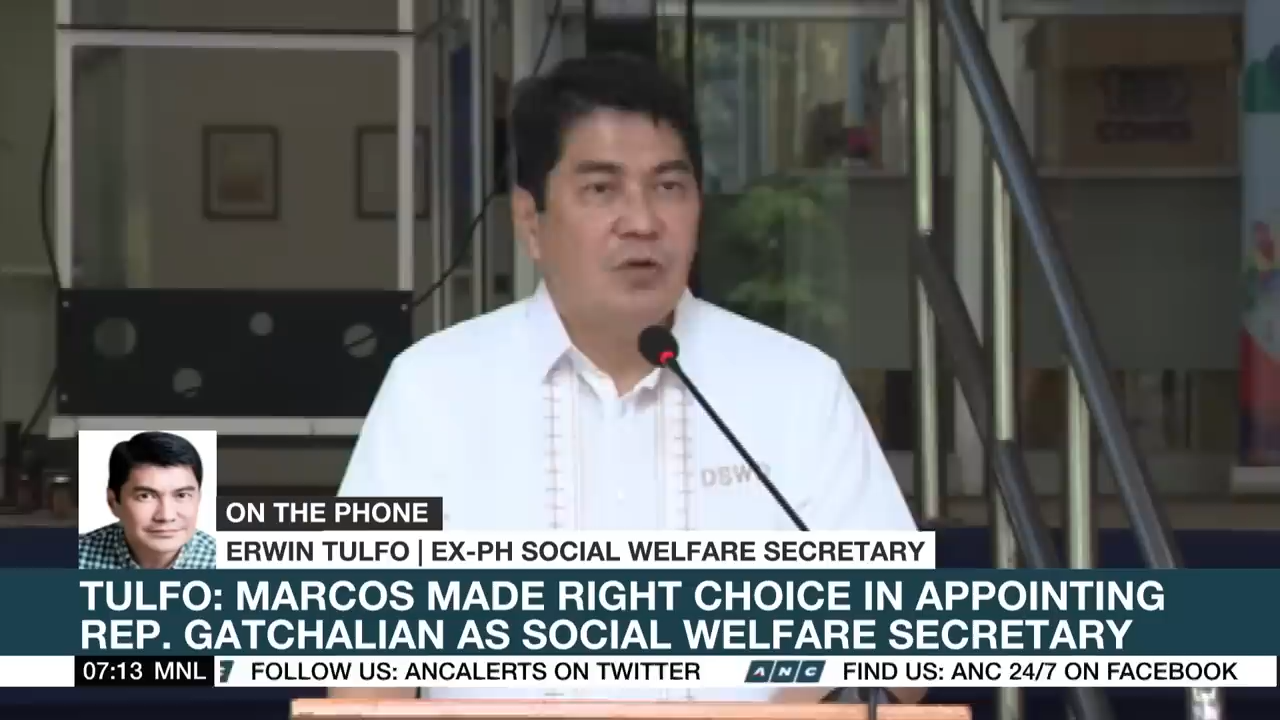 DSWD
ON THE PHONE
ERWIN TULFO | EX-PH SOCIAL WELFARE SECRETARY
TULFO: MARCOS MADE RIGHT CHOICE IN APPOINTING
REP. GATCHALIAN AS SOCIAL WELFARE SECRETARY
07:13 MNL FOLLOW US: ANCALERTS ON TWITTER ANC FIND US: ANC 24/7 ON FACEBOOK